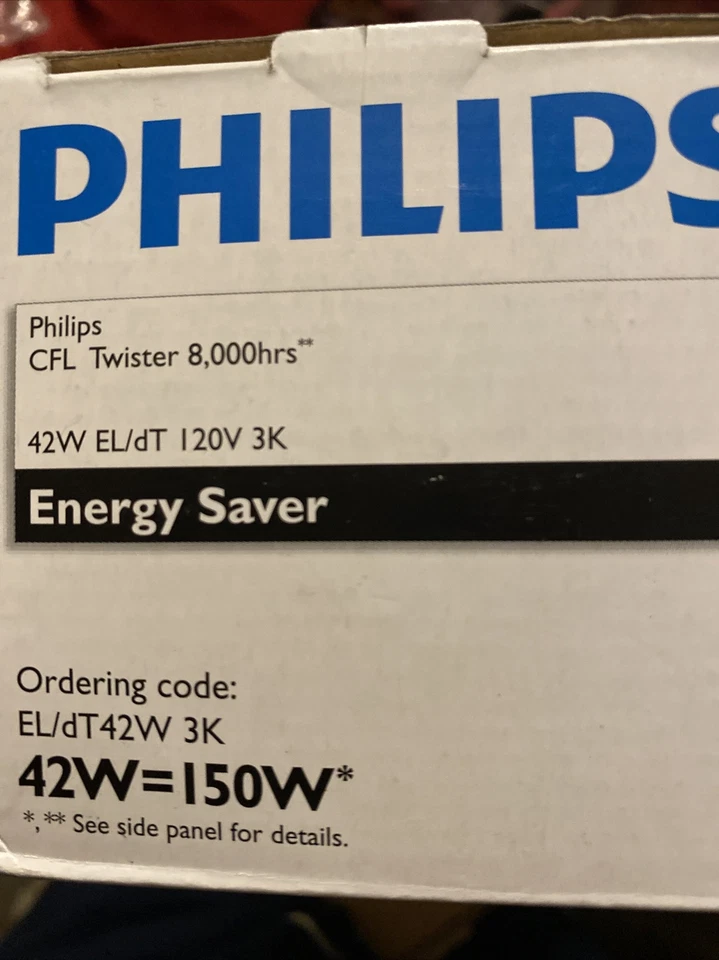 PHILIPS
Philips
CFL Twister 8,000hrs**
42W EL/dT 120V 3K
Energy Saver
Ordering code:
EL/dT42W 3K
42W=150W*
*,** See side panel for details.